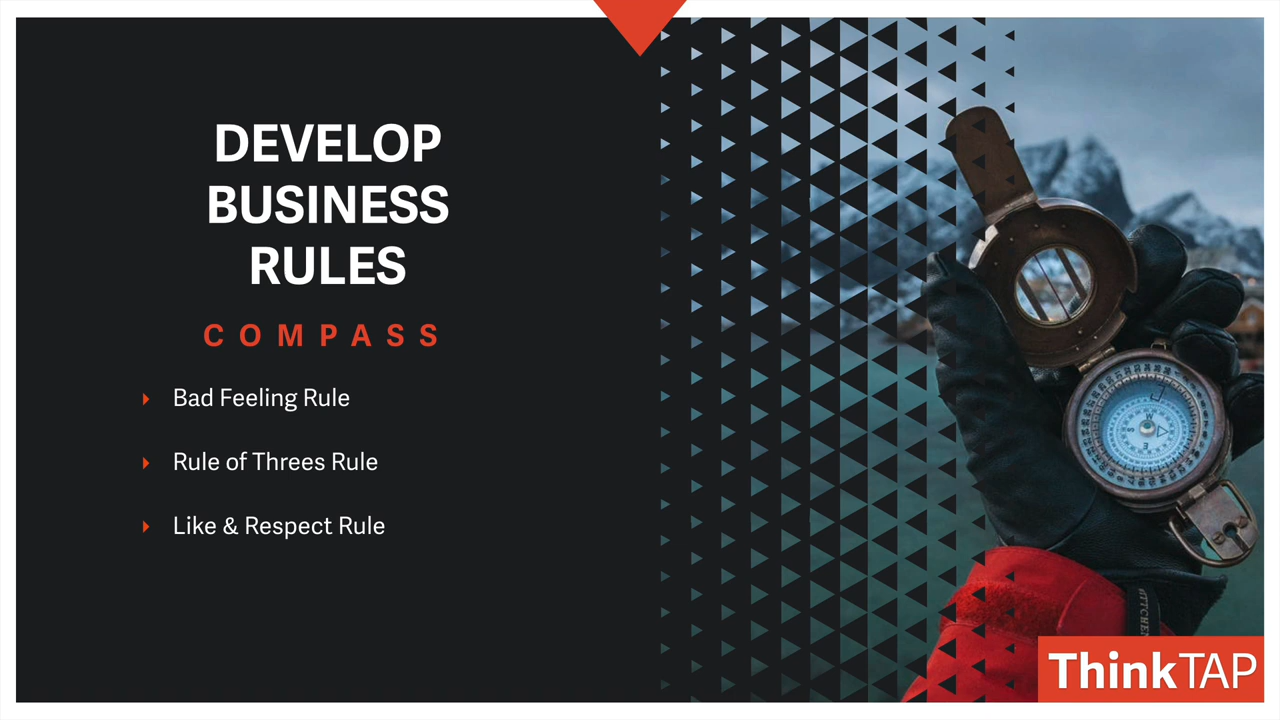 DEVELOP
BUSINESS
RULES
COMPASS
Bad Feeling Rule
Rule of Threes Rule
Like & Respect Rule
ThinkTAP